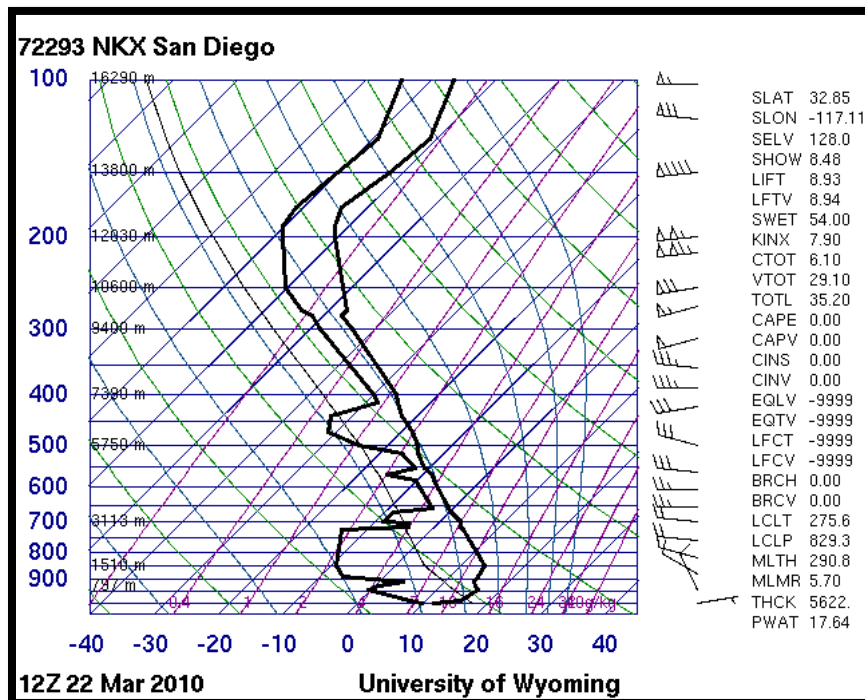 72293 NKX San Diego
100
16290 m
13800 m
200
12030 m
10600 m
300
9400 m
400
7390 m
500
5750 m
600
700
3113 m
800
1510 m
900
797 m
0.4 1 2 4 7 10 16 24 32 40g/kg
-40 -30 -20 -10 0 10 20 30 40
12Z 22 Mar 2010 University of Wyoming
SLAT 32.85
SLON -117.11
SELV 128.0
SHOW 8.48
LIFT 8.93
LFTV 8.94
SWET 54.00
KINX 7.90
CTOT 6.10
VTOT 29.10
TOTL 35.20
CAPE 0.00
CAPV 0.00
CINS 0.00
CINV 0.00
EQLV -9999
EQTV -9999
LFCT -9999
LFCV -9999
BRCH 0.00
BRCV 0.00
LCLT 275.6
LCLP 829.3
MLTH 290.8
MLMR 5.70
THCK 5622.
PWAT 17.64